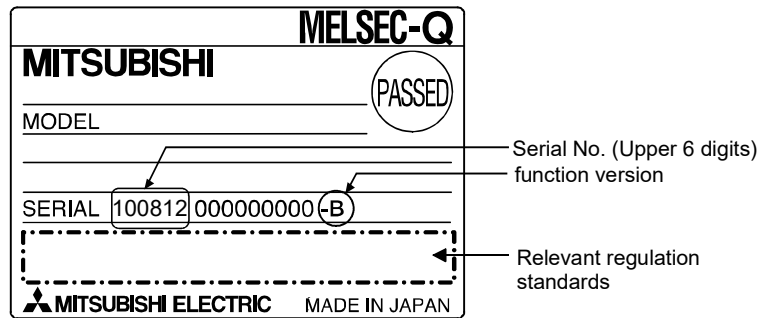 MELSEC-Q
MITSUBISHI
PASSED
MODEL
Serial No. (Upper 6 digits)
function version
SERIAL 100812 000000000 -B
Relevant regulation
standards
MITSUBISHI ELECTRIC MADE IN JAPAN